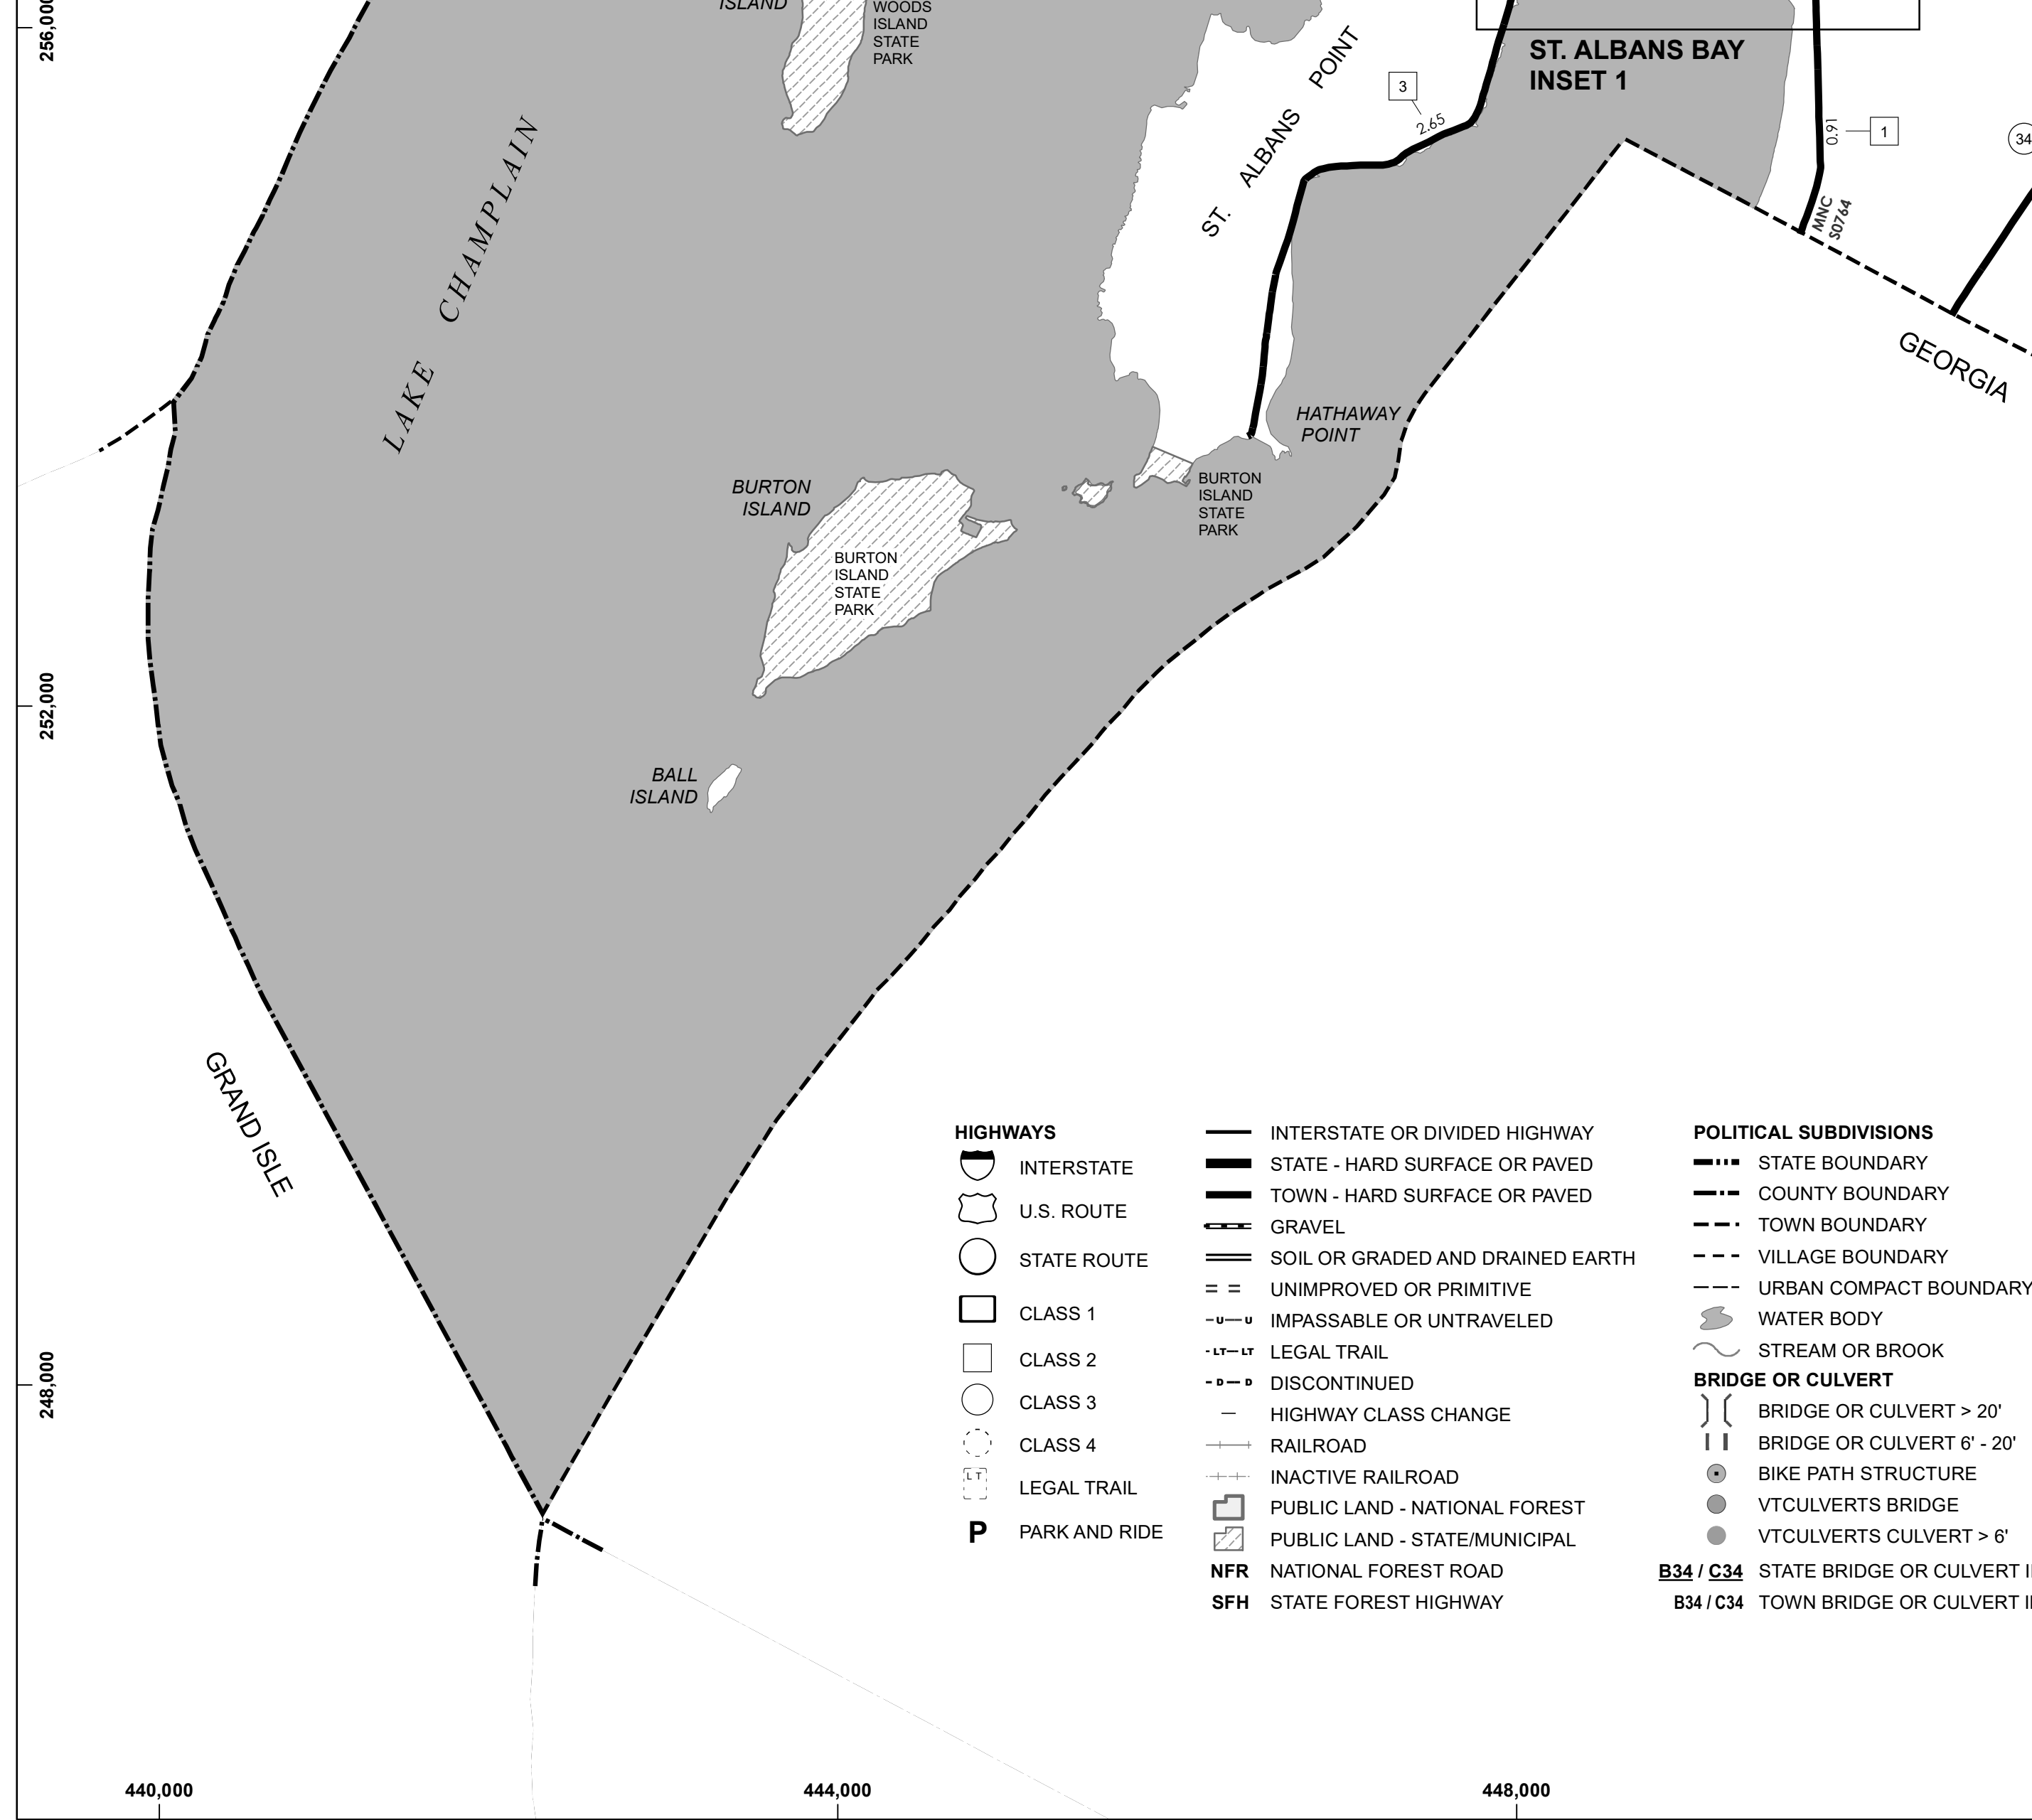 256,000
ISLAND
WOODS
ISLAND
STATE
PARK
ST. ALBANS POINT
3
2.65
ST. ALBANS BAY
INSET 1
0.91
1
34
MNC
S0764
GEORGIA
LAKE CHAMPLAIN
HATHAWAY
POINT
BURTON
ISLAND
BURTON
ISLAND
STATE
PARK
BURTON
ISLAND
STATE
PARK
252,000
BALL
ISLAND
GRAND ISLE
248,000
HIGHWAYS
INTERSTATE
U.S. ROUTE
STATE ROUTE
CLASS 1
CLASS 2
CLASS 3
CLASS 4
LT LEGAL TRAIL
P PARK AND RIDE
INTERSTATE OR DIVIDED HIGHWAY
STATE - HARD SURFACE OR PAVED
TOWN - HARD SURFACE OR PAVED
GRAVEL
SOIL OR GRADED AND DRAINED EARTH
UNIMPROVED OR PRIMITIVE
U U IMPASSABLE OR UNTRAVELED
LT LT LEGAL TRAIL
D D DISCONTINUED
HIGHWAY CLASS CHANGE
RAILROAD
INACTIVE RAILROAD
PUBLIC LAND - NATIONAL FOREST
PUBLIC LAND - STATE/MUNICIPAL
NFR NATIONAL FOREST ROAD
SFH STATE FOREST HIGHWAY
POLITICAL SUBDIVISIONS
STATE BOUNDARY
COUNTY BOUNDARY
TOWN BOUNDARY
VILLAGE BOUNDARY
URBAN COMPACT BOUNDARY
WATER BODY
STREAM OR BROOK
BRIDGE OR CULVERT
BRIDGE OR CULVERT > 20'
BRIDGE OR CULVERT 6' - 20'
BIKE PATH STRUCTURE
VTCULVERTS BRIDGE
VTCULVERTS CULVERT > 6'
B34 / C34 STATE BRIDGE OR CULVERT
B34 / C34 TOWN BRIDGE OR CULVERT
440,000
444,000
448,000